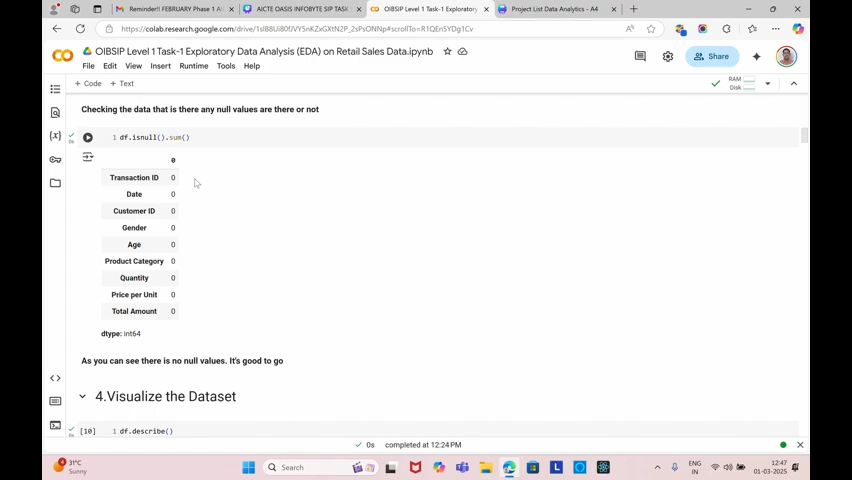 Reminder!! FEBRUARY Phase 1 A
AICTE OASIS INFOBYTE SIP TASK
OIBSIP Level 1 Task-1 Explorator
Project List Data Analytics - A4
https://colab.research.google.com/drive/
OIBSIP Level 1 Task-1 Exploratory Data Analysis (EDA) on Retail Sales Data.ipynb
Share
File Edit View Insert Runtime Tools Help
+ Code + Text
RAM
Disk
Checking the data that is there any null values are there or not
0s
1 df.isnull().sum()
0
Transaction ID 0
Date 0
Customer ID 0
Gender 0
Age 0
Product Category 0
Quantity 0
Price per Unit 0
Total Amount 0
dtype: int64
As you can see there is no null values. It's good to go
4.Visualize the Dataset
[10] 1 df.describe()
0s completed at 12:24 PM
31°C
Sunny
Search
ENG
IN
12:47
01-03-2025